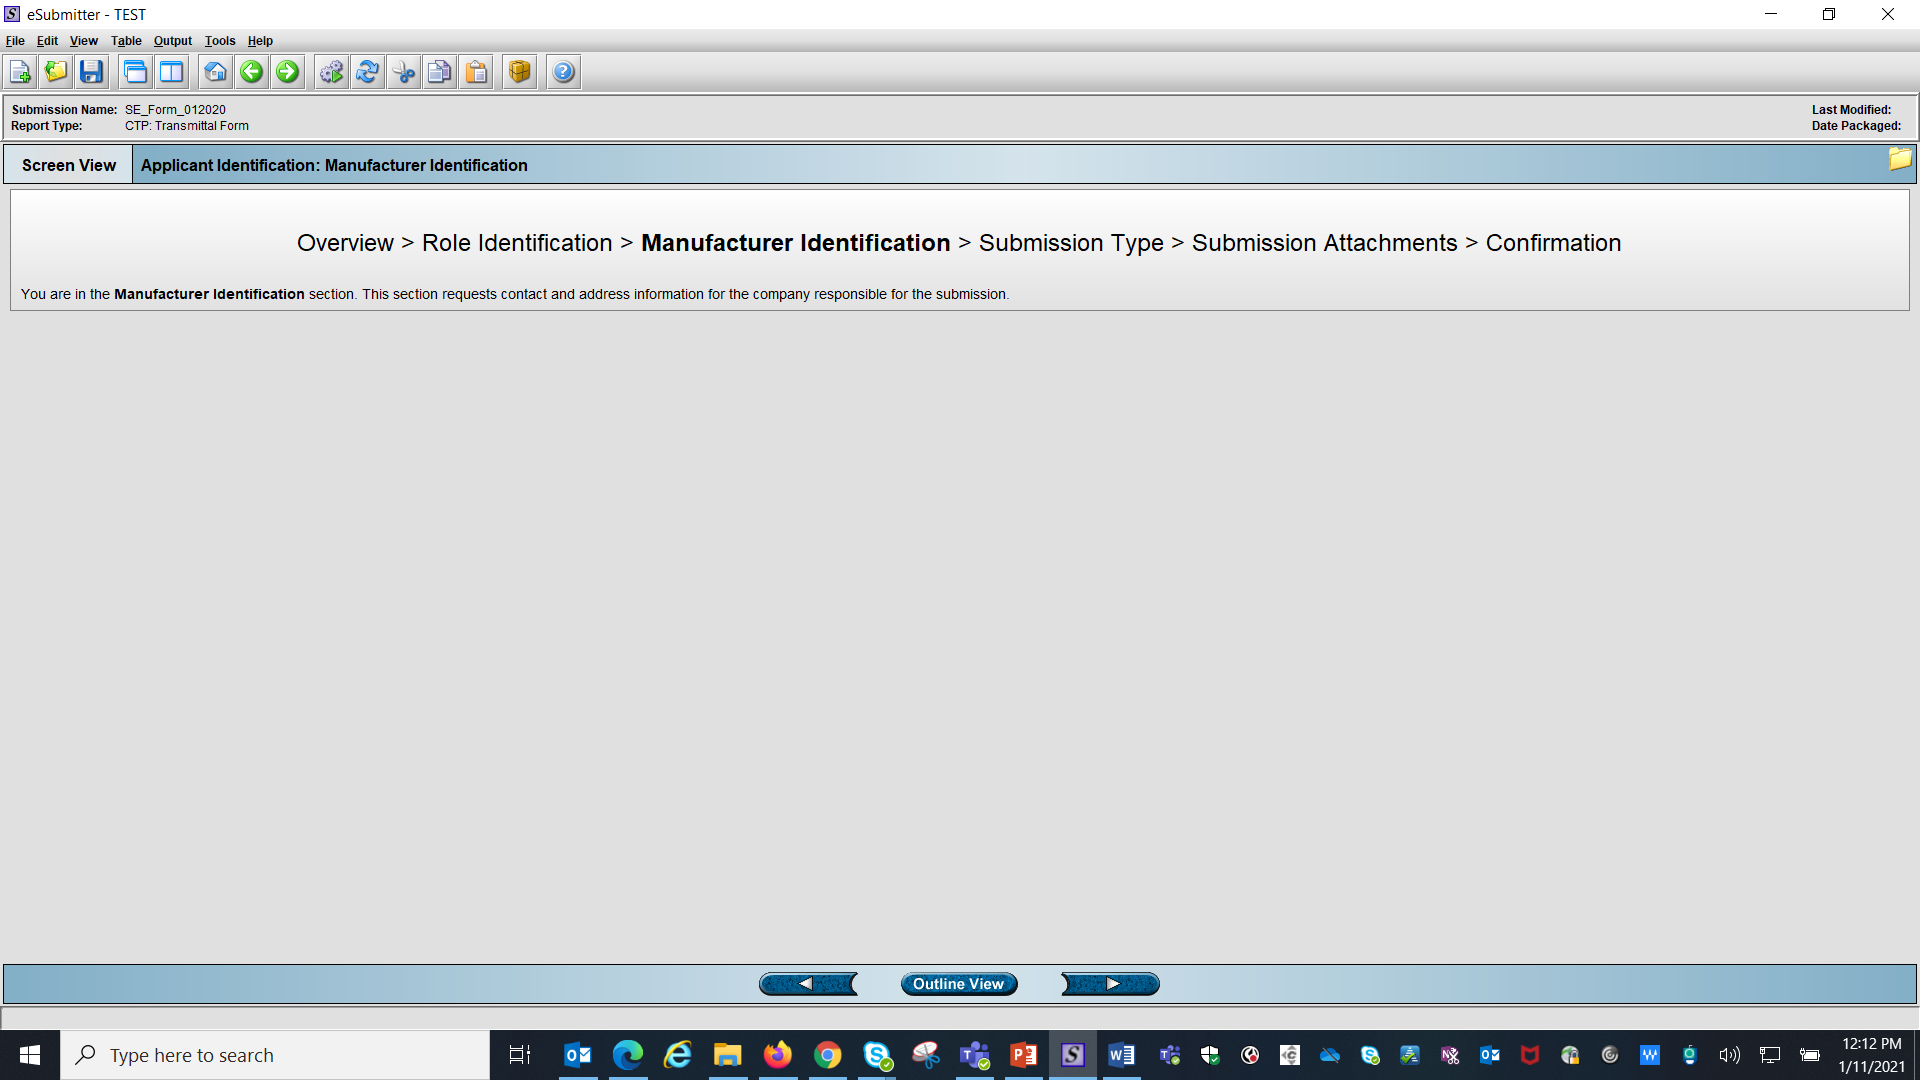 eSubmitter - TEST
File Edit View Table Output Tools Help
Submission Name: SE_Form_012020 Last Modified:
Report Type: CTP: Transmittal Form Date Packaged:
Screen View Applicant Identification: Manufacturer Identification
Overview > Role Identification > Manufacturer Identification > Submission Type > Submission Attachments > Confirmation
You are in the Manufacturer Identification section. This section requests contact and address information for the company responsible for the submission.
Outline View
Type here to search
12:12 PM
1/11/2021